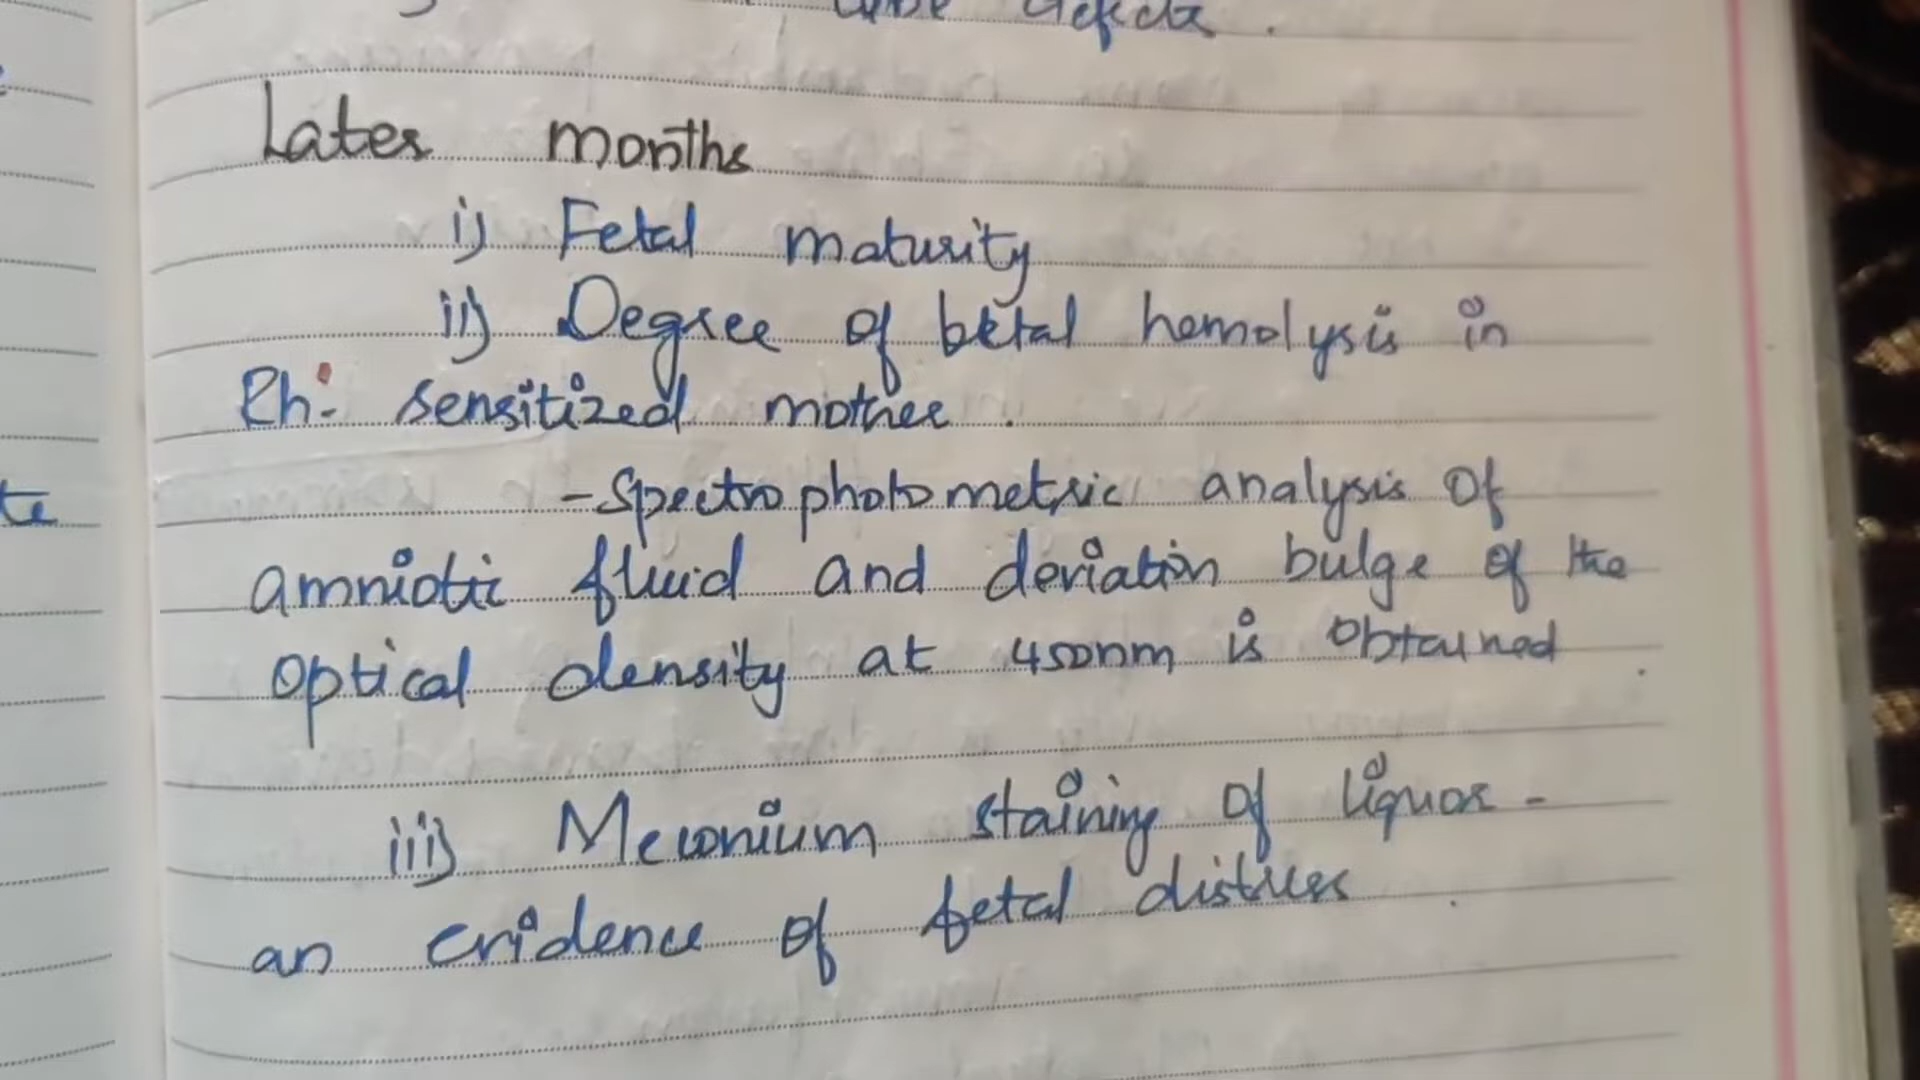 tube defects.
Later months
i) Fetal maturity
ii) Degree of fetal hemolysis in
Rh- sensitized mother.
- Spectrophotometric analysis of
amniotic fluid and deviation bulge of the
optical density at 450nm is obtained.
iii) Meconium staining of liquor -
an evidence of fetal distress.